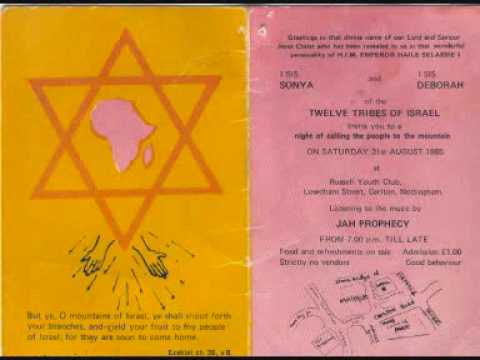 But ye, O mountains of Israel, ye shall shoot forth
your branches, and yield your fruit to thy people
of Israel; for they are soon to come home.
Ezekiel ch. 36, v 8
Greetings in that divine name of our Lord and Saviour
Jesus Christ who has been revealed to us in that wonderful
personality of H.I.M. EMPEROR HAILE SELASSIE I
I SIS I SIS
SONYA and DEBORAH
of the
TWELVE TRIBES OF ISRAEL
Invite you to a
night of calling the people to the mountain
ON SATURDAY 31st AUGUST 1985
at
Russell Youth Club,
Lowdham Street, Carlton, Nottingham.
Listening to the music by
JAH PROPHECY
FROM 7.00 p.m. TILL LATE
Food and refreshments on sale Admission £1.00
Strictly no vendors Good behaviour